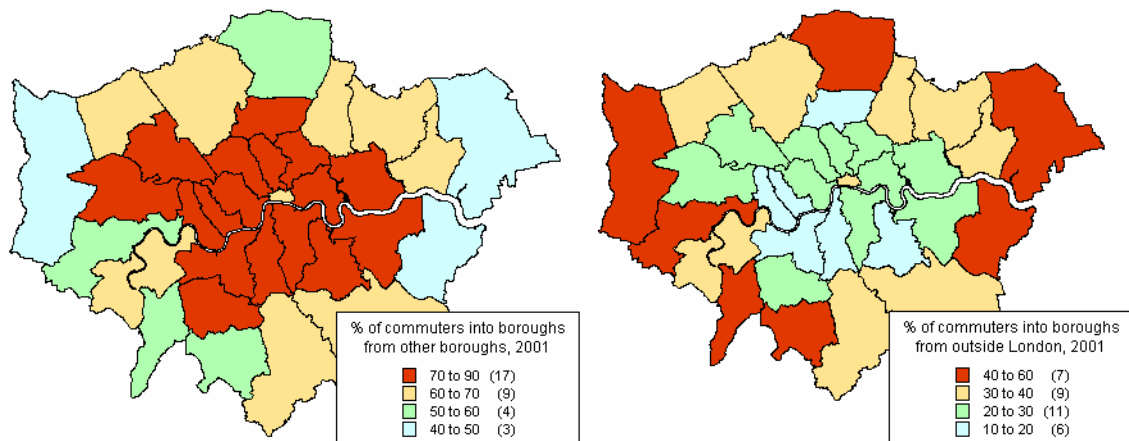 % of commuters into boroughs
from other boroughs, 2001
70 to 90 (17)
60 to 70 (9)
50 to 60 (4)
40 to 50 (3)
% of commuters into boroughs
from outside London, 2001
40 to 60 (7)
30 to 40 (9)
20 to 30 (11)
10 to 20 (6)